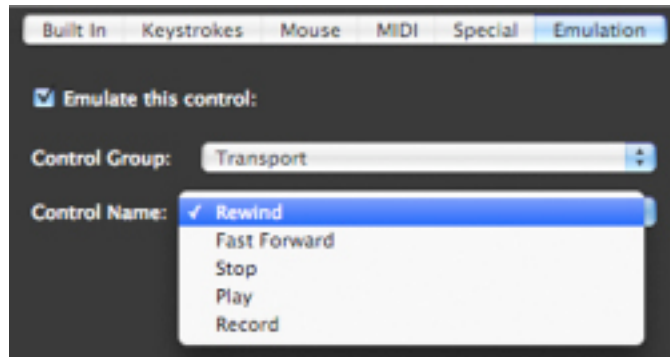 Built In Keystrokes Mouse MIDI Special Emulation
Emulate this control:
Control Group: Transport
Control Name: ✓ Rewind
Fast Forward
Stop
Play
Record